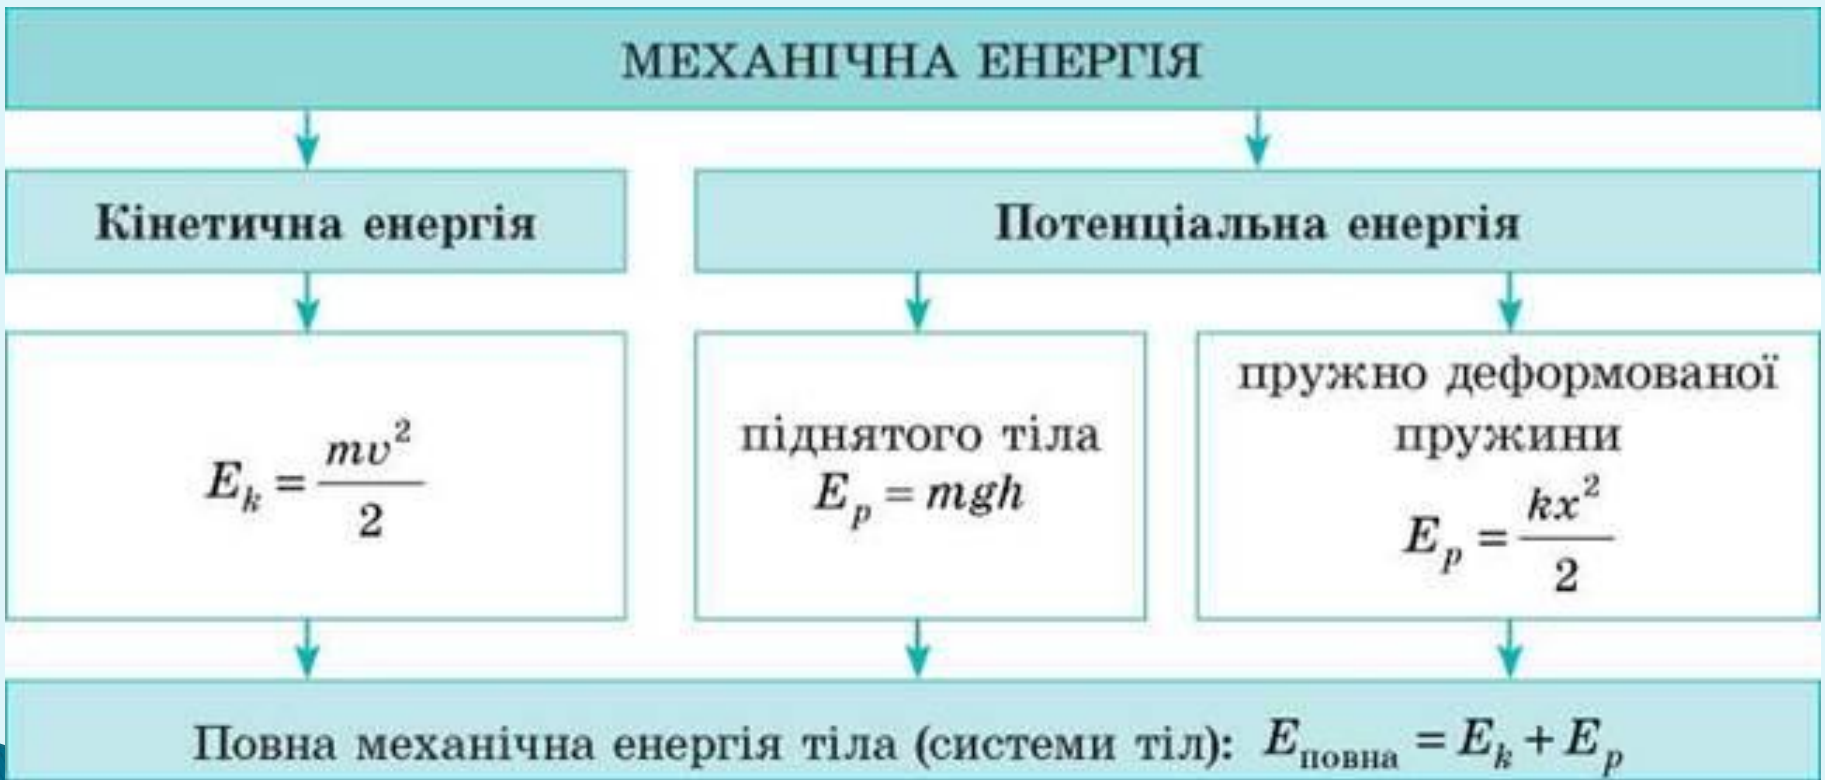 МЕХАНІЧНА ЕНЕРГІЯ
Кінетична енергія
Потенціальна енергія
E_k = mv²/2
піднятого тіла
E_p = mgh
пружно деформованої
пружини
E_p = kx²/2
Повна механічна енергія тіла (системи тіл): E_повна = E_k + E_p